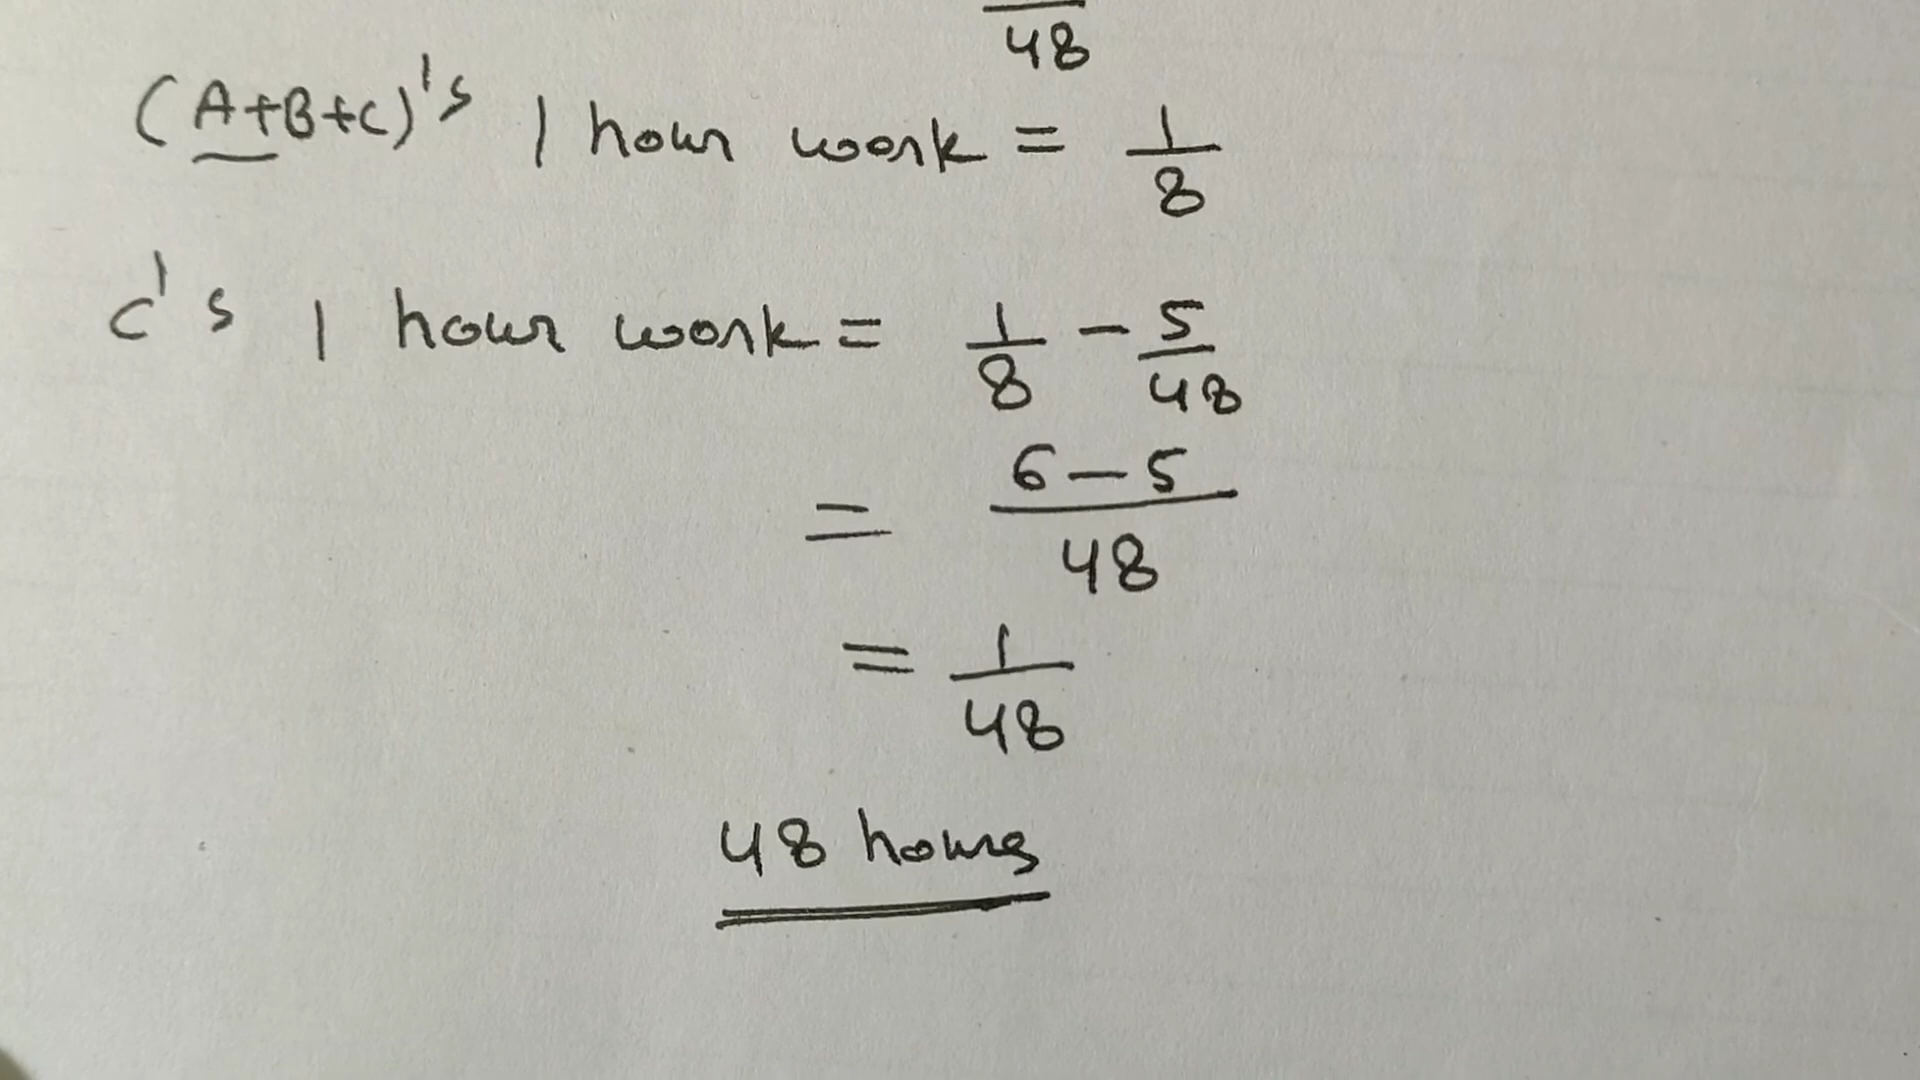 48
(A+B+C)'s 1 hour work = 1/8
C's 1 hour work = 1/8 - 5/48
= 6-5/48
= 1/48
48 hours